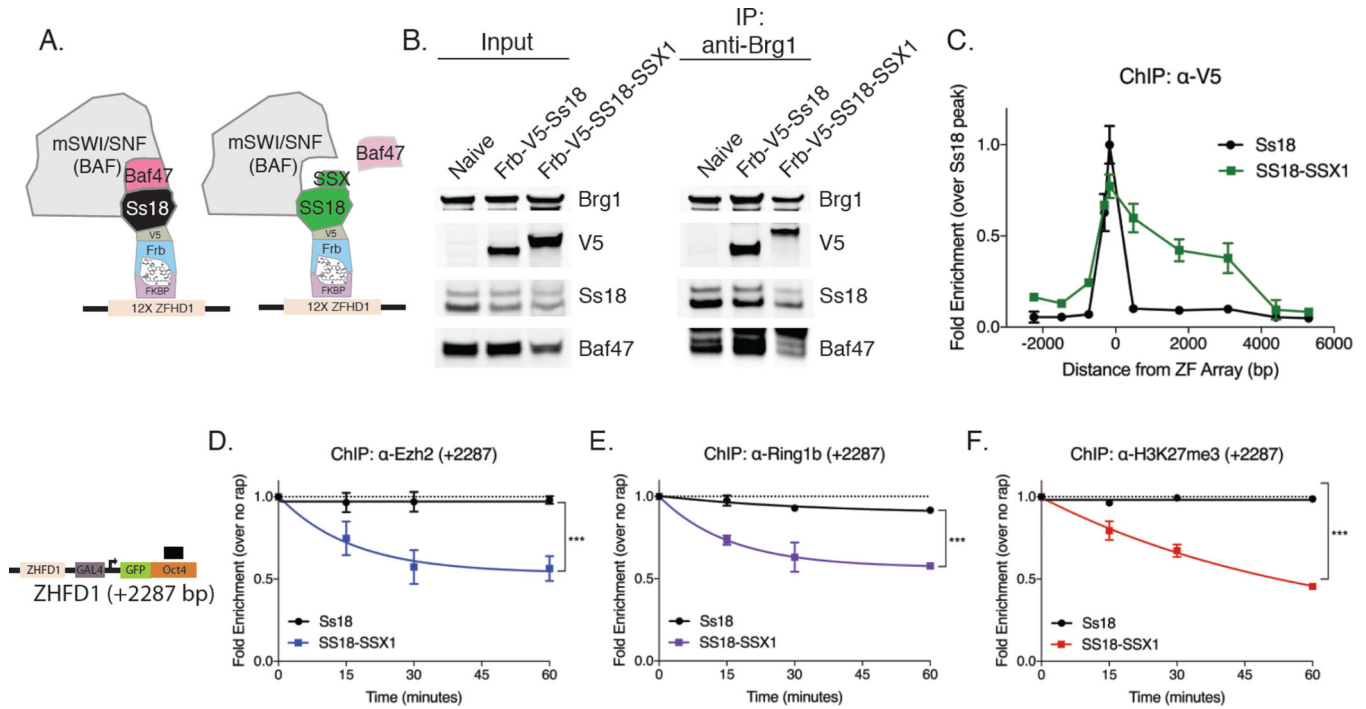 A.
mSWI/SNF
(BAF)
Baf47
Ss18
V5
Frb
FKBP
12X ZFHD1
mSWI/SNF
(BAF)
Baf47
SSX
SS18
V5
Frb
FKBP
12X ZFHD1
B.
Input
Naive
Frb-V5-Ss18
Frb-V5-SS18-SSX1
Brg1
V5
Ss18
Baf47
IP:
anti-Brg1
Naive
Frb-V5-Ss18
Frb-V5-SS18-SSX1
Brg1
V5
Ss18
Baf47
C.
ChIP: α-V5
Fold Enrichment (over Ss18 peak)
1.0
0.5
0.0
-2000
0
2000
4000
6000
Distance from ZF Array (bp)
Ss18
SS18-SSX1
ZHFD1
GAL4
GFP
Oct4
ZHFD1 (+2287 bp)
D.
ChIP: α-Ezh2 (+2287)
Fold Enrichment (over no rap)
1.0
0.5
0.0
0
15
30
45
60
Time (minutes)
Ss18
SS18-SSX1
***
E.
ChIP: α-Ring1b (+2287)
Fold Enrichment (over no rap)
1.0
0.5
0.0
0
15
30
45
60
Time (minutes)
Ss18
SS18-SSX1
***
F.
ChIP: α-H3K27me3 (+2287)
Fold Enrichment (over no rap)
1.0
0.5
0.0
0
15
30
45
60
Time (minutes)
Ss18
SS18-SSX1
***